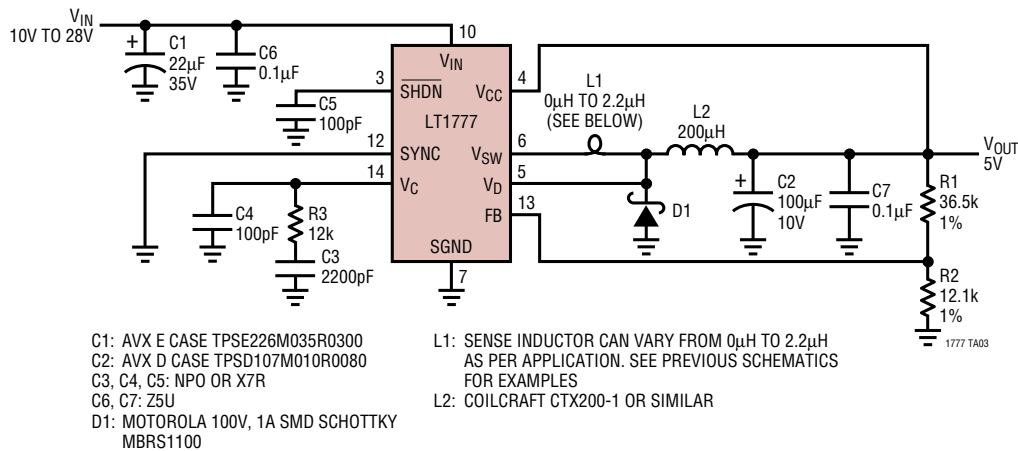 VIN
10V TO 28V
+
C1
22µF
35V
C6
0.1µF
10
VIN
3
SHDN
VCC
4
C5
100pF
LT1777
L1
0µH TO 2.2µH
(SEE BELOW)
L2
200µH
12
SYNC
VSW
6
VOUT
5V
14
VC
VD
5
FB
13
C4
100pF
R3
12k
C3
2200pF
SGND
7
D1
+
C2
100µF
10V
C7
0.1µF
R1
36.5k
1%
R2
12.1k
1%
1777 TA03
C1: AVX E CASE TPSE226M035R0300
C2: AVX D CASE TPSD107M010R0080
C3, C4, C5: NPO OR X7R
C6, C7: Z5U
D1: MOTOROLA 100V, 1A SMD SCHOTTKY
MBRS1100
L1: SENSE INDUCTOR CAN VARY FROM 0µH TO 2.2µH
AS PER APPLICATION. SEE PREVIOUS SCHEMATICS
FOR EXAMPLES
L2: COILCRAFT CTX200-1 OR SIMILAR